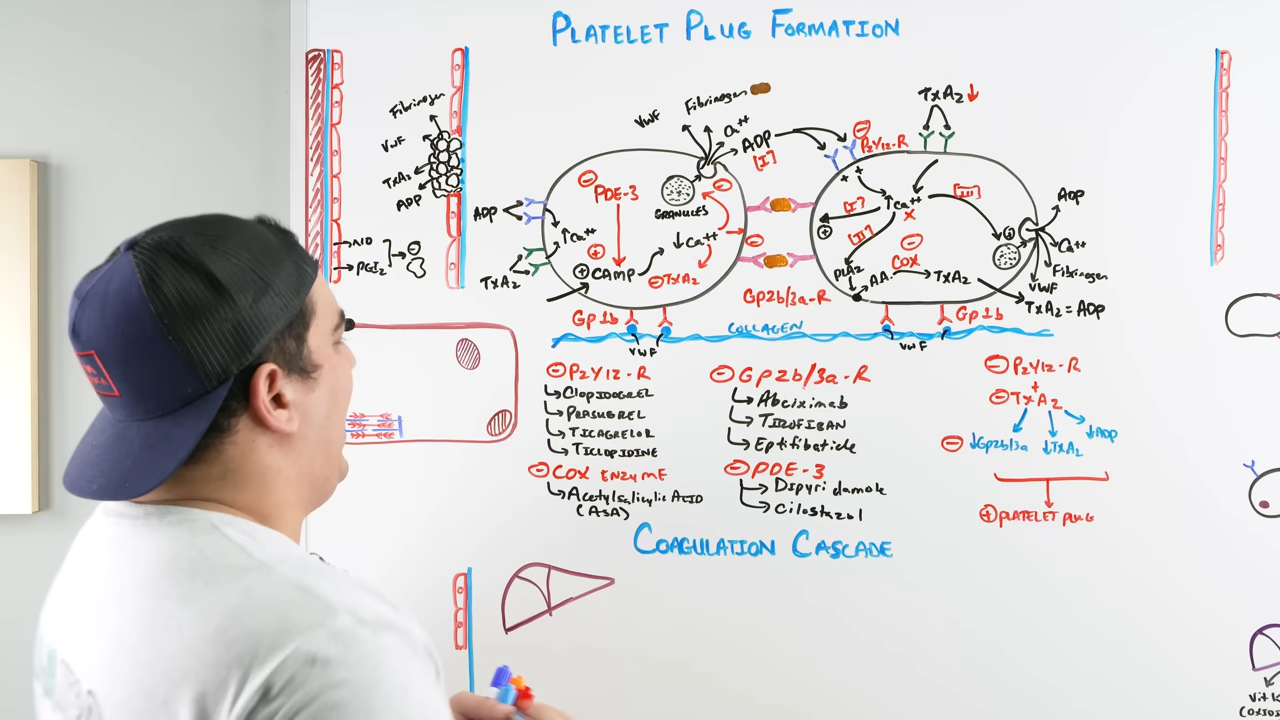 PLATELET PLUG FORMATION
Fibrinogen
VWF
TxA2
ADP
NO
PGI2
ADP
TxA2
↑Ca++
PDE-3
CAMP
GRANULES
↓Ca++
TxA2
VWF
Fibrinogen
Ca++
ADP
[I]
P2Y12-R
TxA2↓
↑Ca++
[I]
[II]
[III]
PLA2
A.A.
COX
TxA2
ADP
Ca++
Fibrinogen
VWF
TxA2 = ADP
Gp2b/3a-R
Gp1b
COLLAGEN
Gp1b
VWF
VWF
P2Y12-R
CLOPIDOGREL
PRASUGREL
TICAGRELOR
TICLOPIDINE
COX ENZYME
Acetylsalicylic ACID
(ASA)
Gp2b/3a-R
Abciximab
TIROFIBAN
Eptifibatide
PDE-3
Dipyridamole
Cilostazol
P2Y12-R
+
TxA2
↓Gp2b/3a
↓TxA2
↓ADP
PLATELET PLUG
COAGULATION CASCADE